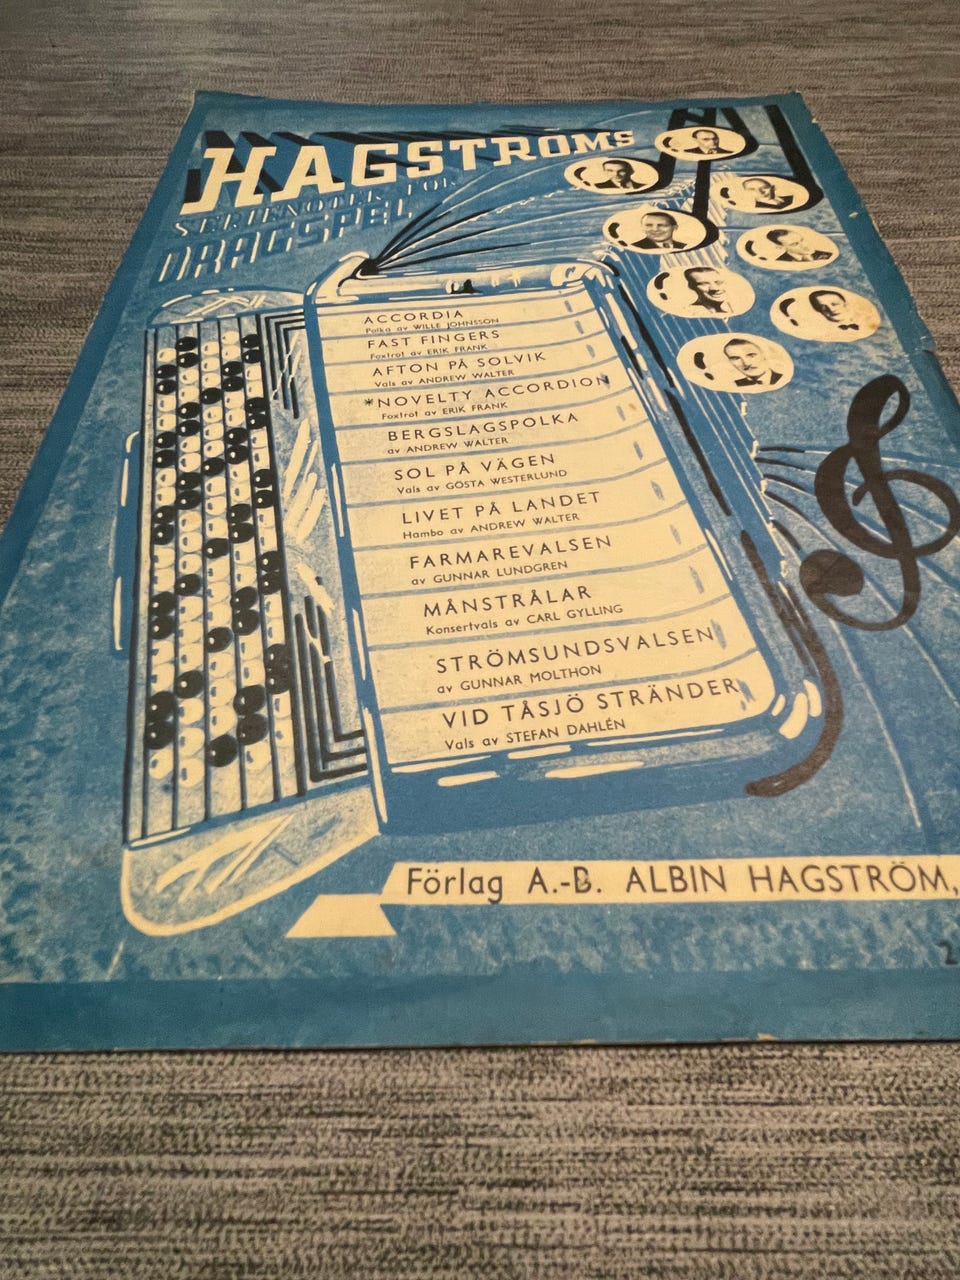 HAGSTROMS
SERIENOTER FOR
DRAGSPEL
ACCORDIA
Polka av WILLE JOHNSSON
FAST FINGERS
Foxtrot av ERIK FRANK
AFTON PÅ SOLVIK
Vals av ANDREW WALTER
*NOVELTY ACCORDION
Foxtrot av ERIK FRANK
BERGSLAGSPOLKA
av ANDREW WALTER
SOL PÅ VÄGEN
Vals av GÖSTA WESTERLUND
LIVET PÅ LANDET
Hambo av ANDREW WALTER
FARMAREVALSEN
av GUNNAR LUNDGREN
MÅNSTRÅLAR
Konsertvals av CARL GYLLING
STRÖMSUNDSVALSEN
av GUNNAR MOLTHON
VID TÅSJÖ STRÄNDER
Vals av STEFAN DAHLÉN
Förlag A.-B. ALBIN HAGSTRÖM,